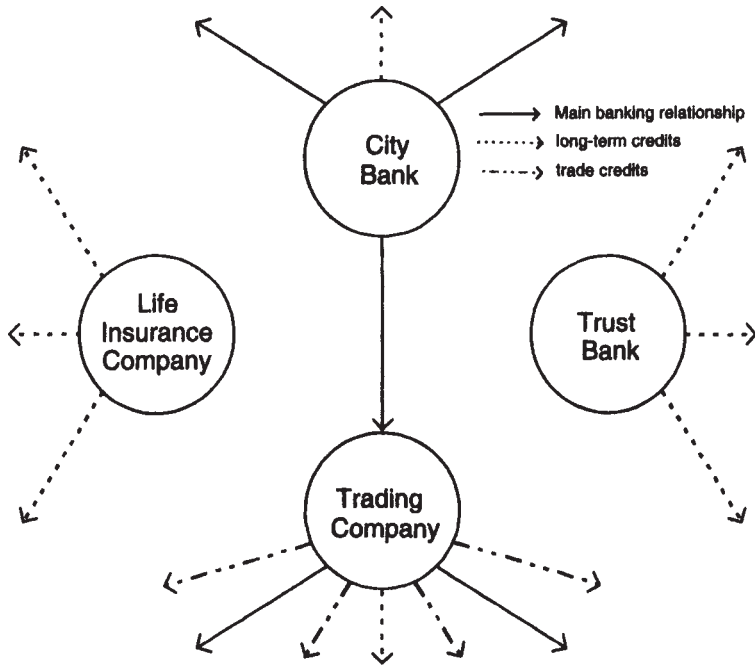 City
Bank
Main banking relationship
long-term credits
trade credits
Life
Insurance
Company
Trust
Bank
Trading
Company